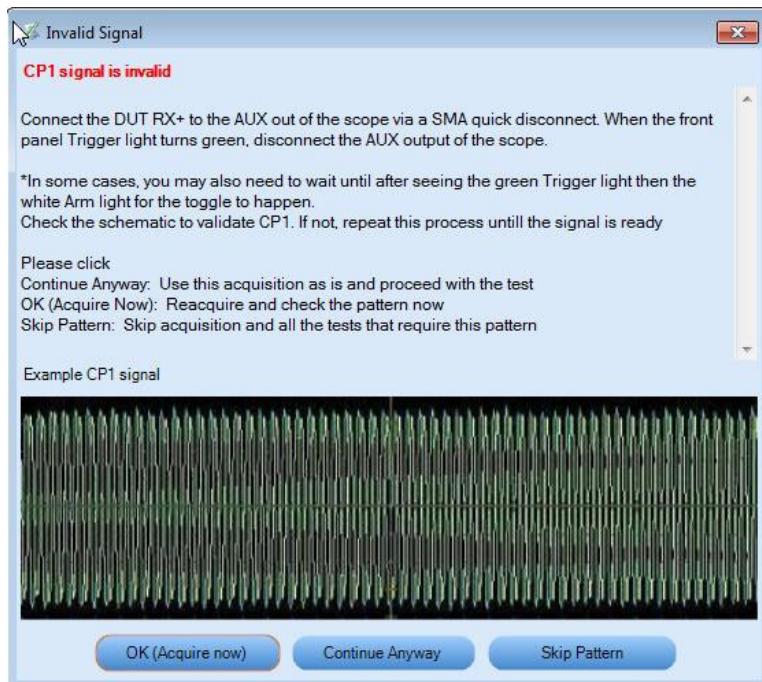 Invalid Signal
CP1 signal is invalid
Connect the DUT RX+ to the AUX out of the scope via a SMA quick disconnect. When the front
panel Trigger light turns green, disconnect the AUX output of the scope.
*In some cases, you may also need to wait until after seeing the green Trigger light then the
white Arm light for the toggle to happen.
Check the schematic to validate CP1. If not, repeat this process untill the signal is ready
Please click
Continue Anyway: Use this acquisition as is and proceed with the test
OK (Acquire Now): Reacquire and check the pattern now
Skip Pattern: Skip acquisition and all the tests that require this pattern
Example CP1 signal
OK (Acquire now) Continue Anyway Skip Pattern